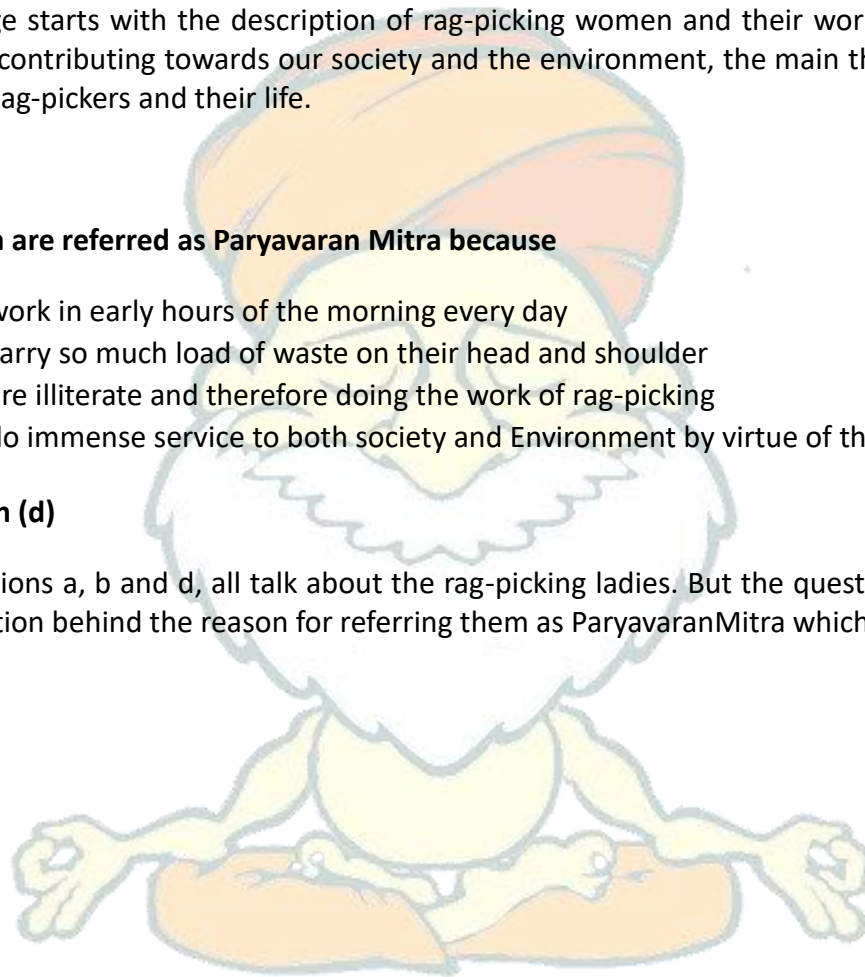 ge starts with the description of rag-picking women and their wor
contributing towards our society and the environment, the main th
ag-pickers and their life.
are referred as Paryavaran Mitra because
work in early hours of the morning every day
arry so much load of waste on their head and shoulder
re illiterate and therefore doing the work of rag-picking
do immense service to both society and Environment by virtue of th
n (d)
ions a, b and d, all talk about the rag-picking ladies. But the quest
tion behind the reason for referring them as ParyavaranMitra which